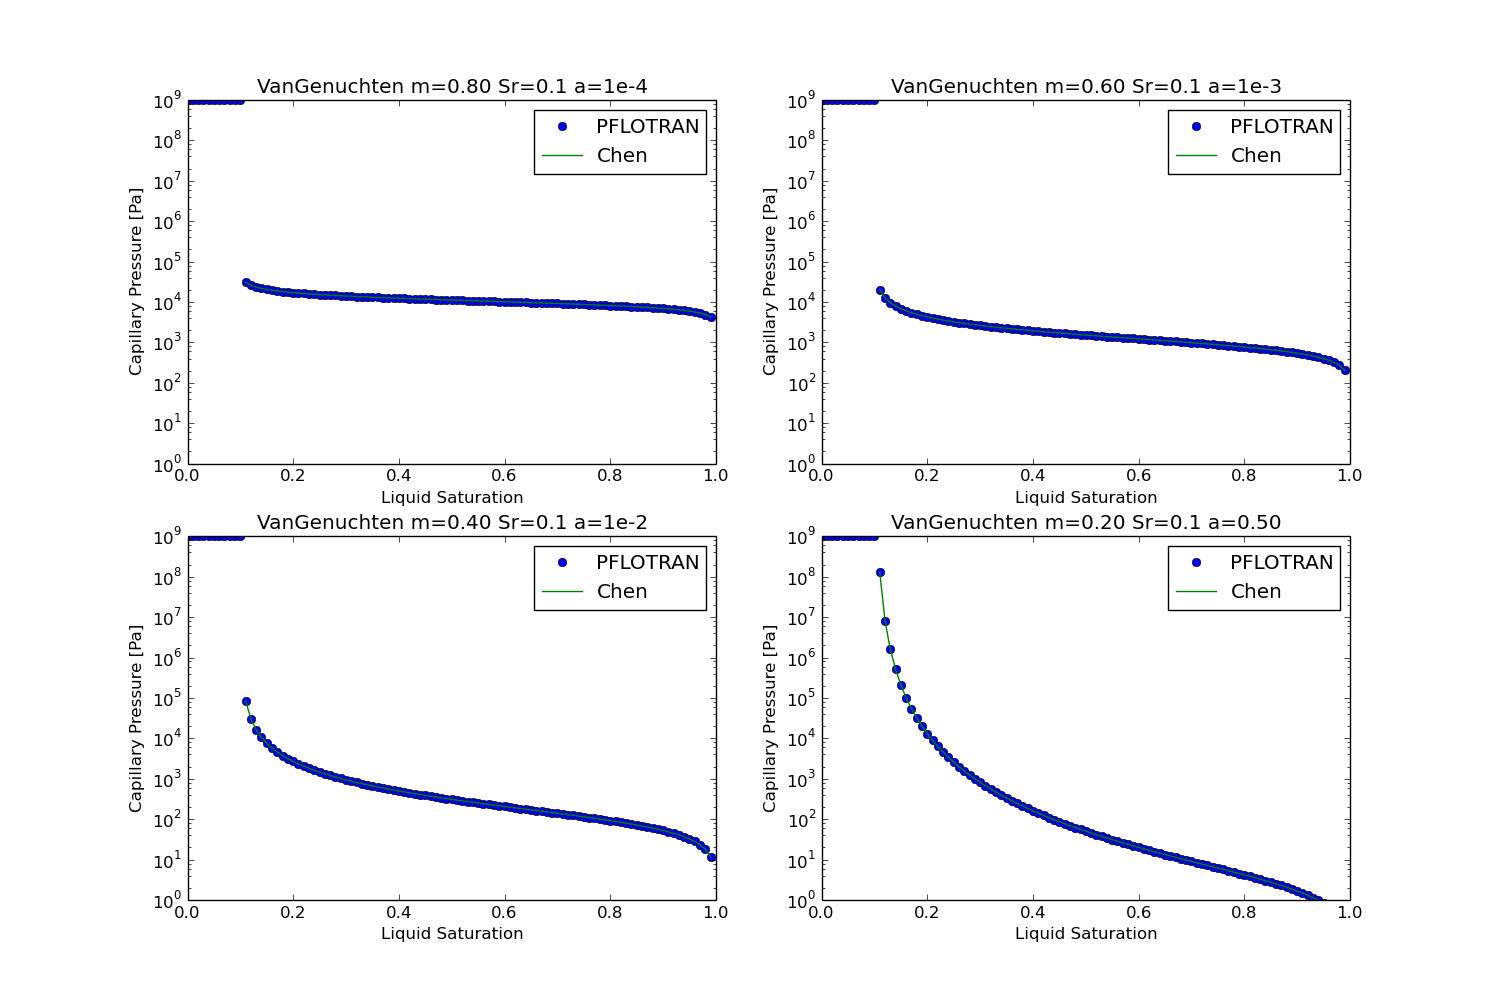 VanGenuchten m=0.80 Sr=0.1 a=1e-4
10^9
10^8
10^7
10^6
10^5
10^4
10^3
10^2
10^1
10^0
Capillary Pressure [Pa]
PFLOTRAN
Chen
0.0 0.2 0.4 0.6 0.8 1.0
Liquid Saturation
VanGenuchten m=0.60 Sr=0.1 a=1e-3
10^9
10^8
10^7
10^6
10^5
10^4
10^3
10^2
10^1
10^0
Capillary Pressure [Pa]
PFLOTRAN
Chen
0.0 0.2 0.4 0.6 0.8 1.0
Liquid Saturation
VanGenuchten m=0.40 Sr=0.1 a=1e-2
10^9
10^8
10^7
10^6
10^5
10^4
10^3
10^2
10^1
10^0
Capillary Pressure [Pa]
PFLOTRAN
Chen
0.0 0.2 0.4 0.6 0.8 1.0
Liquid Saturation
VanGenuchten m=0.20 Sr=0.1 a=0.50
10^9
10^8
10^7
10^6
10^5
10^4
10^3
10^2
10^1
10^0
Capillary Pressure [Pa]
PFLOTRAN
Chen
0.0 0.2 0.4 0.6 0.8 1.0
Liquid Saturation